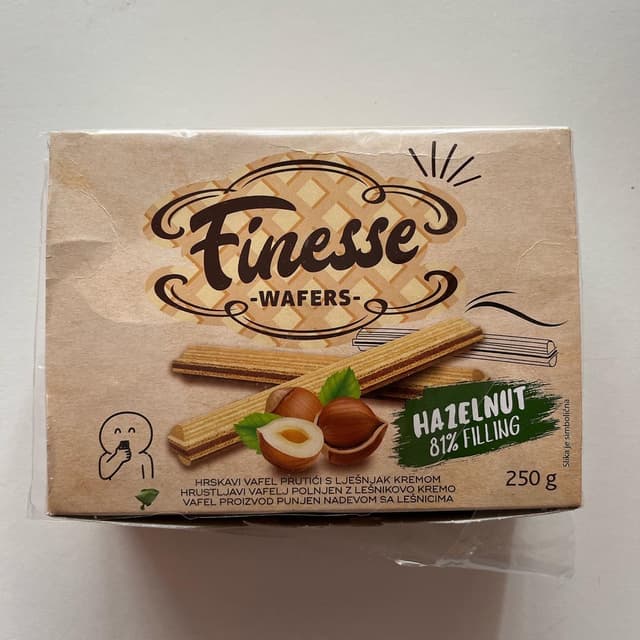 Finesse
-WAFERS-
HAZELNUT
81% FILLING
HRSKAVI VAFEL PRUTIĆI S LJEŠNJAK KREMOM
HRUSTLJAVI VAFELJ POLNJEN Z LEŠNIKOVO KREMO
VAFEL PROIZVOD PUNJEN NADEVOM SA LEŠNICIMA
250 g
Slika je simbolična